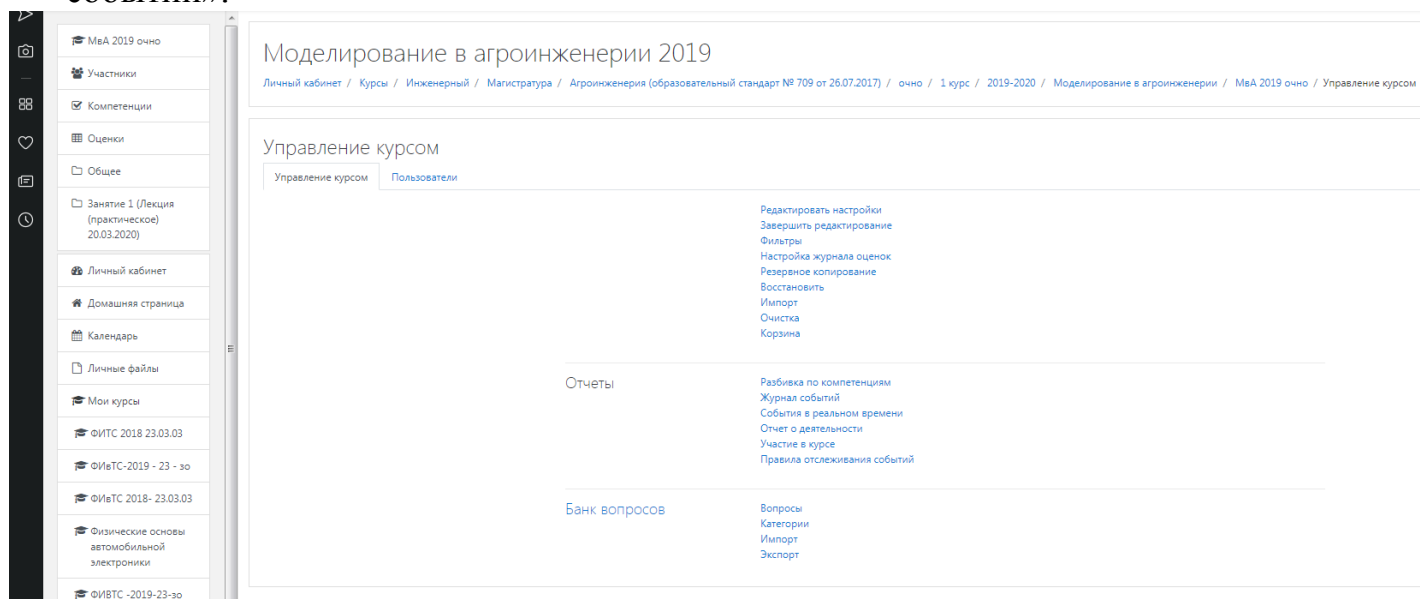 события».
МвА 2019 очно
Участники
Компетенции
Оценки
Общее
Занятие 1 (Лекция
(практическое)
20.03.2020)
Личный кабинет
Домашняя страница
Календарь
Личные файлы
Мои курсы
ФИТС 2018 23.03.03
ФИвТС-2019 - 23 - зо
ФИвТС 2018- 23.03.03
Физические основы
автомобильной
электроники
ФИВТС -2019-23-зо
Моделирование в агроинженерии 2019
Личный кабинет / Курсы / Инженерный / Магистратура / Агроинженерия (образовательный стандарт № 709 от 26.07.2017) / очно / 1 курс / 2019-2020 / Моделирование в агроинженерии / МвА 2019 очно / Управление курсом
Управление курсом
Управление курсом Пользователи
Редактировать настройки
Завершить редактирование
Фильтры
Настройка журнала оценок
Резервное копирование
Восстановить
Импорт
Очистка
Корзина
Отчеты
Разбивка по компетенциям
Журнал событий
События в реальном времени
Отчет о деятельности
Участие в курсе
Правила отслеживания событий
Банк вопросов
Вопросы
Категории
Импорт
Экспорт